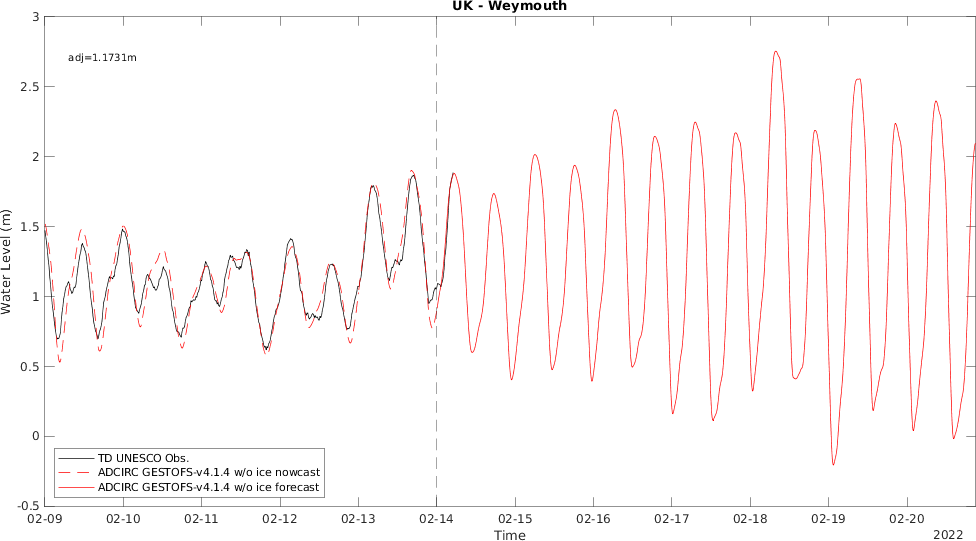 UK - Weymouth
adj=1.1731m
3
2.5
2
1.5
1
0.5
0
-0.5
Water Level (m)
TD UNESCO Obs.
ADCIRC GESTOFS-v4.1.4 w/o ice nowcast
ADCIRC GESTOFS-v4.1.4 w/o ice forecast
02-09 02-10 02-11 02-12 02-13 02-14 02-15 02-16 02-17 02-18 02-19 02-20
Time
2022